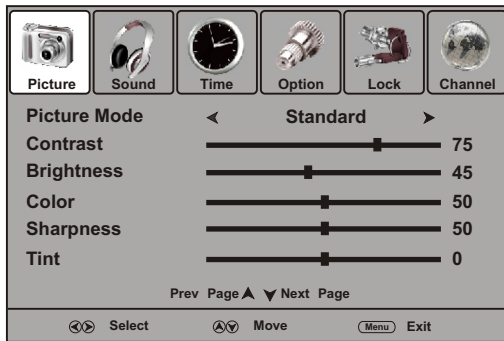 Picture Sound Time Option Lock Channel
Picture Mode Standard
Contrast 75
Brightness 45
Color 50
Sharpness 50
Tint 0
Prev Page Next Page
Select Move Menu Exit